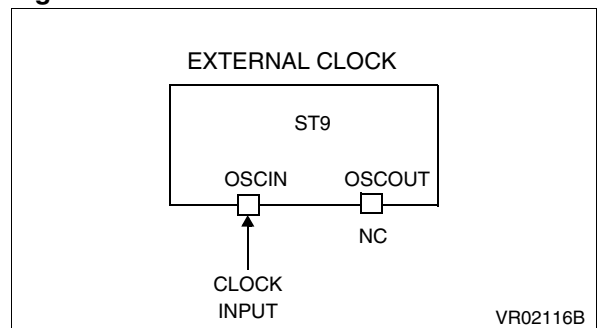 EXTERNAL CLOCK
ST9
OSCIN OSCOUT
NC
CLOCK
INPUT
VR02116B